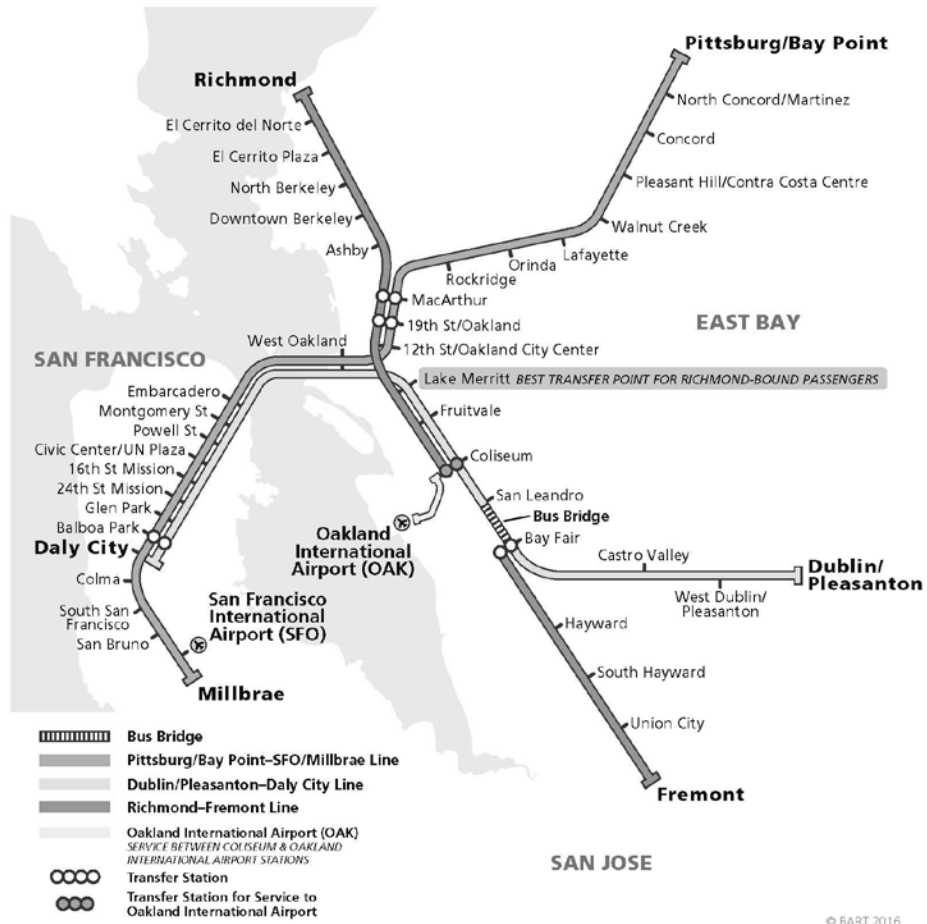 Pittsburg/Bay Point
Richmond
North Concord/Martinez
El Cerrito del Norte
Concord
El Cerrito Plaza
Pleasant Hill/Contra Costa Centre
North Berkeley
Downtown Berkeley
Walnut Creek
Ashby
Lafayette
Orinda
Rockridge
MacArthur
19th St/Oakland
EAST BAY
West Oakland
12th St/Oakland City Center
SAN FRANCISCO
Lake Merritt BEST TRANSFER POINT FOR RICHMOND-BOUND PASSENGERS
Embarcadero
Montgomery St
Fruitvale
Powell St
Civic Center/UN Plaza
Coliseum
16th St Mission
24th St Mission
San Leandro
Glen Park
Bus Bridge
Balboa Park
Bay Fair
Daly City
Oakland
International
Airport (OAK)
Castro Valley
Dublin/
Pleasanton
Colma
West Dublin/
Pleasanton
San Francisco
International
Airport (SFO)
South San
Francisco
Hayward
San Bruno
South Hayward
Millbrae
Union City
Fremont
Bus Bridge
Pittsburg/Bay Point–SFO/Millbrae Line
Dublin/Pleasanton–Daly City Line
Richmond–Fremont Line
Oakland International Airport (OAK)
SERVICE BETWEEN COLISEUM & OAKLAND
INTERNATIONAL AIRPORT STATIONS
Transfer Station
Transfer Station for Service to
Oakland International Airport
SAN JOSE
© BART 2016